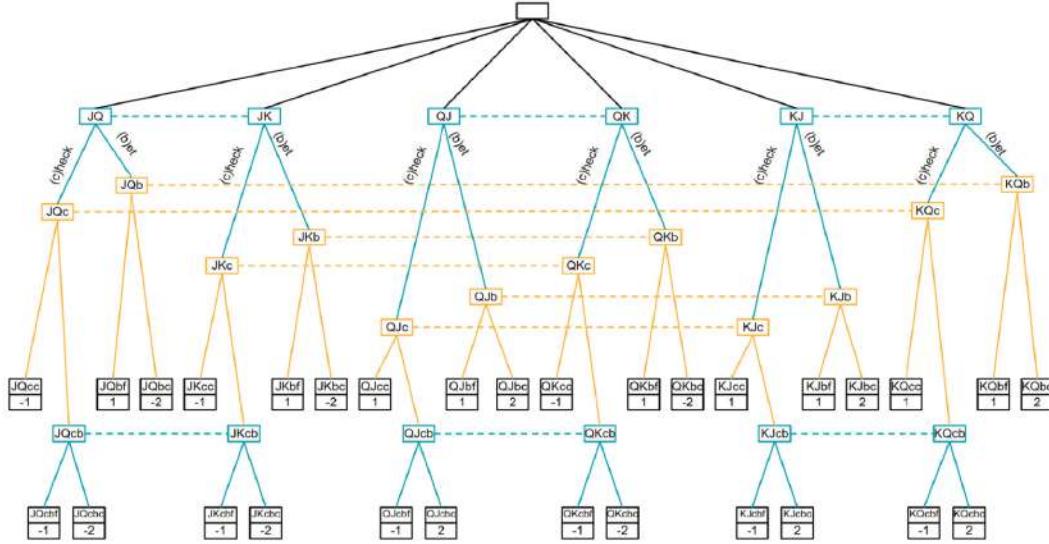 JQ JK QJ QK KJ KQ
(c)heck (b)et (c)heck (b)et (c)heck (b)et (c)heck (b)et (c)heck (b)et (c)heck (b)et
JQb KQb
JQc KQc
JKb QKb
JKc QKc
QJb KJb
QJc KJc
JQcc JQbf JQbc JKcc JKbf JKbc QJcc QJbf QJbc QKcc QKbf QKbc KJcc KJbf KJbc KQcc KQbf KQbc
-1 1 -2 -1 1 -2 1 1 2 -1 1 -2 1 1 2 1 1 2
JQcb JKcb QJcb QKcb KJcb KQcb
JQcbf JQcbc JKcbf JKcbc QJcbf QJcbc QKcbf QKcbc KJcbf KJcbc KQcbf KQcbc
-1 -2 -1 -2 -1 2 -1 -2 -1 2 -1 2